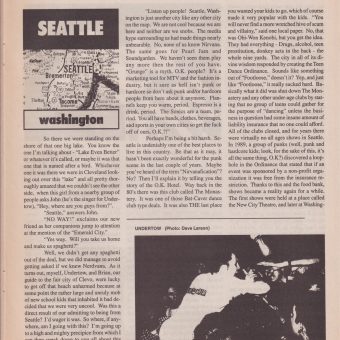 SEATTLE
SEATTLE
Bremerton
Tacoma
washington
So there we were standing on the
shore of that one big lake. You know the
one I'm talking about--"Lake Even Better"
or whatever it's called, or maybe it was that
one that is named after a bird. Whichever
one it was there we were in Cleveland look-
ing out over this "lake" and all pretty thor-
oughly amazed that we couldn't see the other
side, when this girl from a nearby group of
people asks John (he's the singer for Under-
tow), "Hey, where are you guys from?"
"Seattle," answers John.
"NO WAY!" exclaims our new
friend as her companions jump to attention
at the mention of the "Emerald City."
"Yes way. Will you take us home
and make us spaghetti?"
Well, we didn't get any spaghetti
out of the deal, but we did manage to avoid
getting asked if we knew Nirvana. As it
turns out, myself, Undertow, and Brian, our
guide to the fair city of Clevo, were lucky
to get off that beach unharmed because at
some point the rather large and unruly mob
of new school kids that inhabited it had de-
cided that we were very uncool. Was this a
direct result of our admitting to being from
Seattle? I'd wager it was. So where, if any-
where, am I going with this? I'm going up
to a high and mighty precipice from which I
"Listen up people! Seattle, Wash-
ington is just another city like any other city
on the map. We are not cool because we are
here and neither are we snobs. The media
hype surrounding us had made things nearly
unbearable. No, none of us know Nirvana.
The same goes for Pearl Jam and
Soundgarden. We haven't seen them play
any more than the rest of you have.
"Grunge" is a myth, O.K. people? It's a
marketing tool for MTV and the fashion in-
dustry, but it sure as hell isn't punk or
hardcore so don't talk punk and/or hardcore
people from here about it anymore. Flan-
nels keep you warm, period. Espresso is a
drink, period. The Sonics are a team, pe-
riod. You all have bands, clothes, beverages,
and sports in your own cities so get the fuck
off of ours, O.K.?!"
Perhaps I'm being a bit harsh. Se-
attle is undoubtedly one of the best places to
live in this country. Be that as it may, it
hasn't been exactly wonderful for the punk
scene in the last couple of years. Maybe
you've heard of the term "Nirvanafication"?
No? Then I'll explain it by telling you the
story of the O.K. Hotel. Way back in the
80's there was this club called The Monas-
tery. It was one of those Bat-Caver dance
club type deals. It was also THE last place
you wanted your kids to go, which of course
made it very popular with the kids. "You
will never find a more wretched hive of scum
and villainy," said one local paper. No, that
was Obi-Wan Kenobi, but you get the idea.
They had everything - Drugs, alcohol, teen
prostitution, donkey acts in the back - the
whole nine yards. The city in all of its di-
vine wisdom responded by creating the Teen
Dance Ordinance. Sounds like something
out of "Footloose," doesn't it? Yep, and just
like "Footloose," it really sucked hard. Ba-
sically what it did was shut down The Mon-
astery and any other under-age clubs by stat-
ing that no group of teens could gather for
the purpose of "dancing" unless the busi-
ness in question had some insane amount of
liability insurance that no one could afford.
All of the clubs closed, and for years there
were virtually no all ages shows in Seattle.
In 1989, a group of punks (well, punk and
hardcore kids; look, for the sake of this, it's
all the same thing, O.K?) discovered a loop-
hole in the Ordinance that stated that if an
event was sponsored by a non-profit orga-
nization it was free from the insurance re-
striction. Thanks to this and the food bank,
shows became a reality again for a while.
The first shows were held at a place called
the New City Theatre, and later at Washing-
UNDERTOW (Photo: Dave Larson)